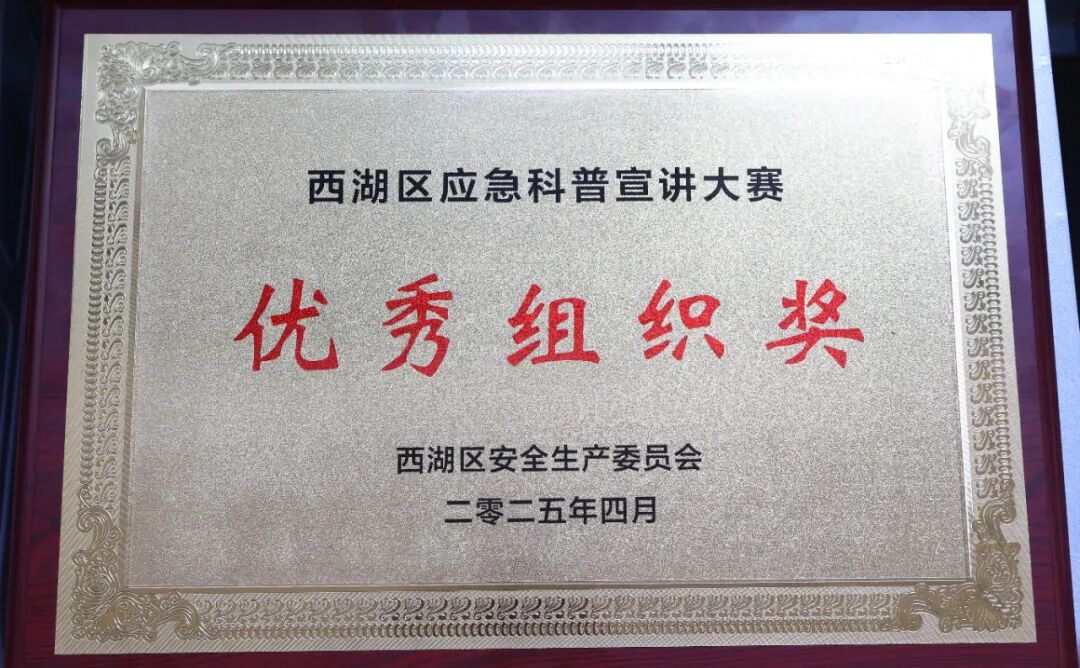 西湖区应急科普宣讲大赛
优秀组织奖
西湖区安全生产委员会
二零二五年四月